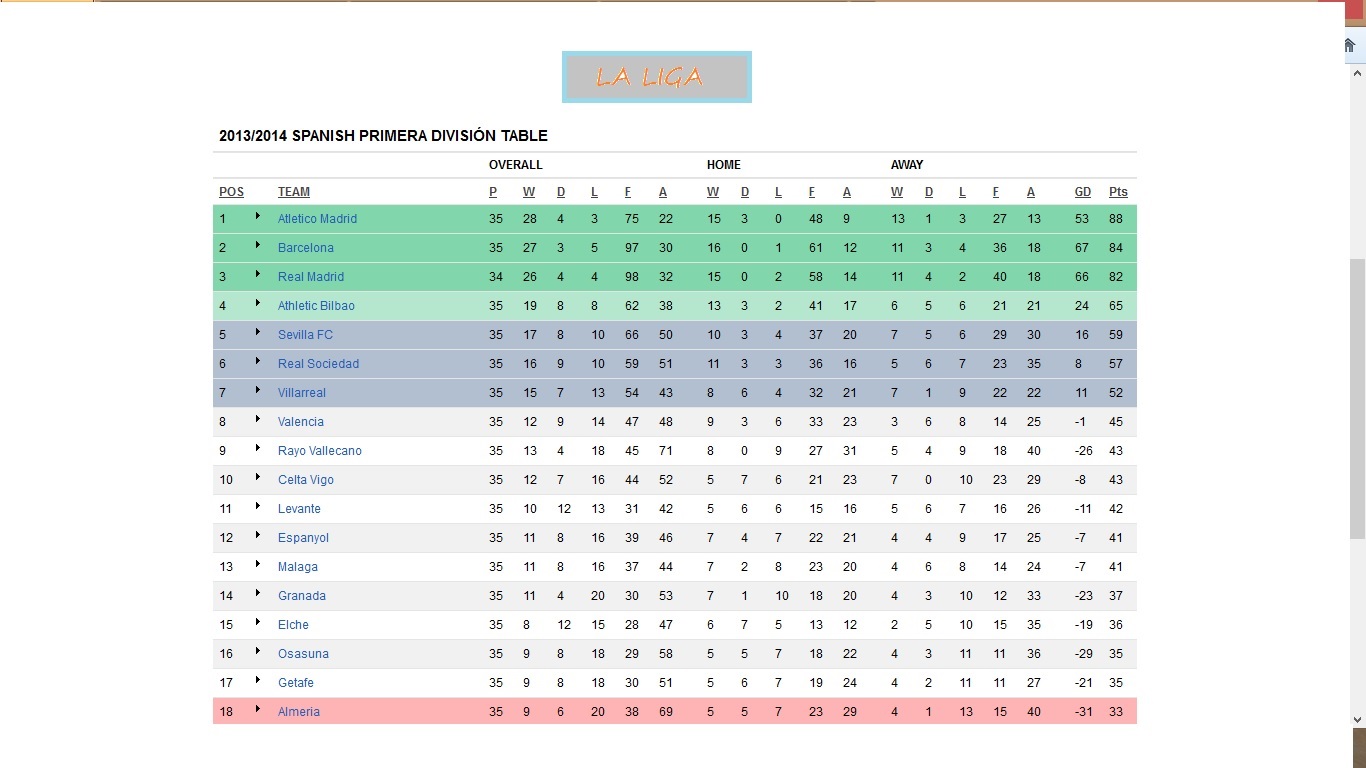 LA LIGA
2013/2014 SPANISH PRIMERA DIVISIÓN TABLE
OVERALL HOME AWAY
POS TEAM P W D L F A W D L F A W D L F A GD Pts
1 Atletico Madrid 35 28 4 3 75 22 15 3 0 48 9 13 1 3 27 13 53 88
2 Barcelona 35 27 3 5 97 30 16 0 1 61 12 11 3 4 36 18 67 84
3 Real Madrid 34 26 4 4 98 32 15 0 2 58 14 11 4 2 40 18 66 82
4 Athletic Bilbao 35 19 8 8 62 38 13 3 2 41 17 6 5 6 21 21 24 65
5 Sevilla FC 35 17 8 10 66 50 10 3 4 37 20 7 5 6 29 30 16 59
6 Real Sociedad 35 16 9 10 59 51 11 3 3 36 16 5 6 7 23 35 8 57
7 Villarreal 35 15 7 13 54 43 8 6 4 32 21 7 1 9 22 22 11 52
8 Valencia 35 12 9 14 47 48 9 3 6 33 23 3 6 8 14 25 -1 45
9 Rayo Vallecano 35 13 4 18 45 71 8 0 9 27 31 5 4 9 18 40 -26 43
10 Celta Vigo 35 12 7 16 44 52 5 7 6 21 23 7 0 10 23 29 -8 43
11 Levante 35 10 12 13 31 42 5 6 6 15 16 5 6 7 16 26 -11 42
12 Espanyol 35 11 8 16 39 46 7 4 7 22 21 4 4 9 17 25 -7 41
13 Malaga 35 11 8 16 37 44 7 2 8 23 20 4 6 8 14 24 -7 41
14 Granada 35 11 4 20 30 53 7 1 10 18 20 4 3 10 12 33 -23 37
15 Elche 35 8 12 15 28 47 6 7 5 13 12 2 5 10 15 35 -19 36
16 Osasuna 35 9 8 18 29 58 5 5 7 18 22 4 3 11 11 36 -29 35
17 Getafe 35 9 8 18 30 51 5 6 7 19 24 4 2 11 11 27 -21 35
18 Almeria 35 9 6 20 38 69 5 5 7 23 29 4 1 13 15 40 -31 33